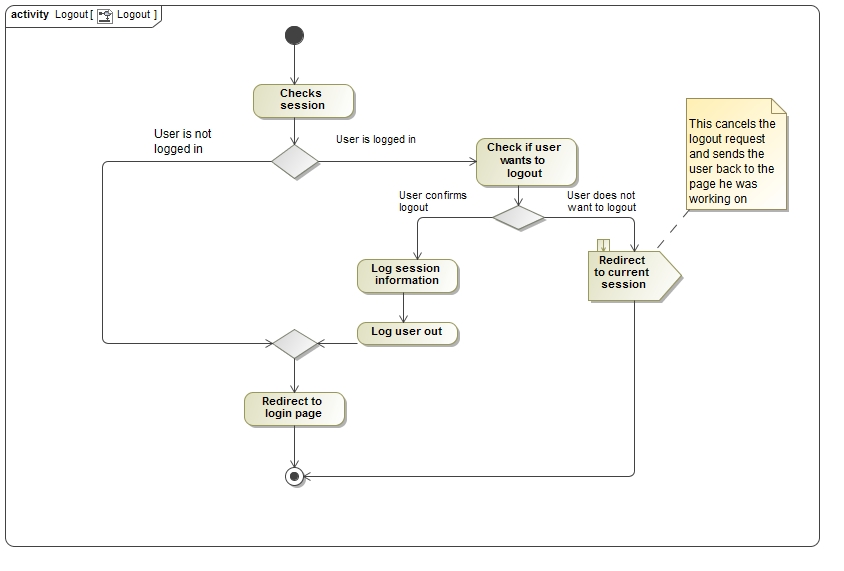 activity Logout [ Logout ]
Checks
session
User is not
logged in
User is logged in
Check if user
wants to
logout
This cancels the
logout request
and sends the
user back to the
page he was
working on
User confirms
logout
User does not
want to logout
Log session
information
Redirect
to current
session
Log user out
Redirect to
login page